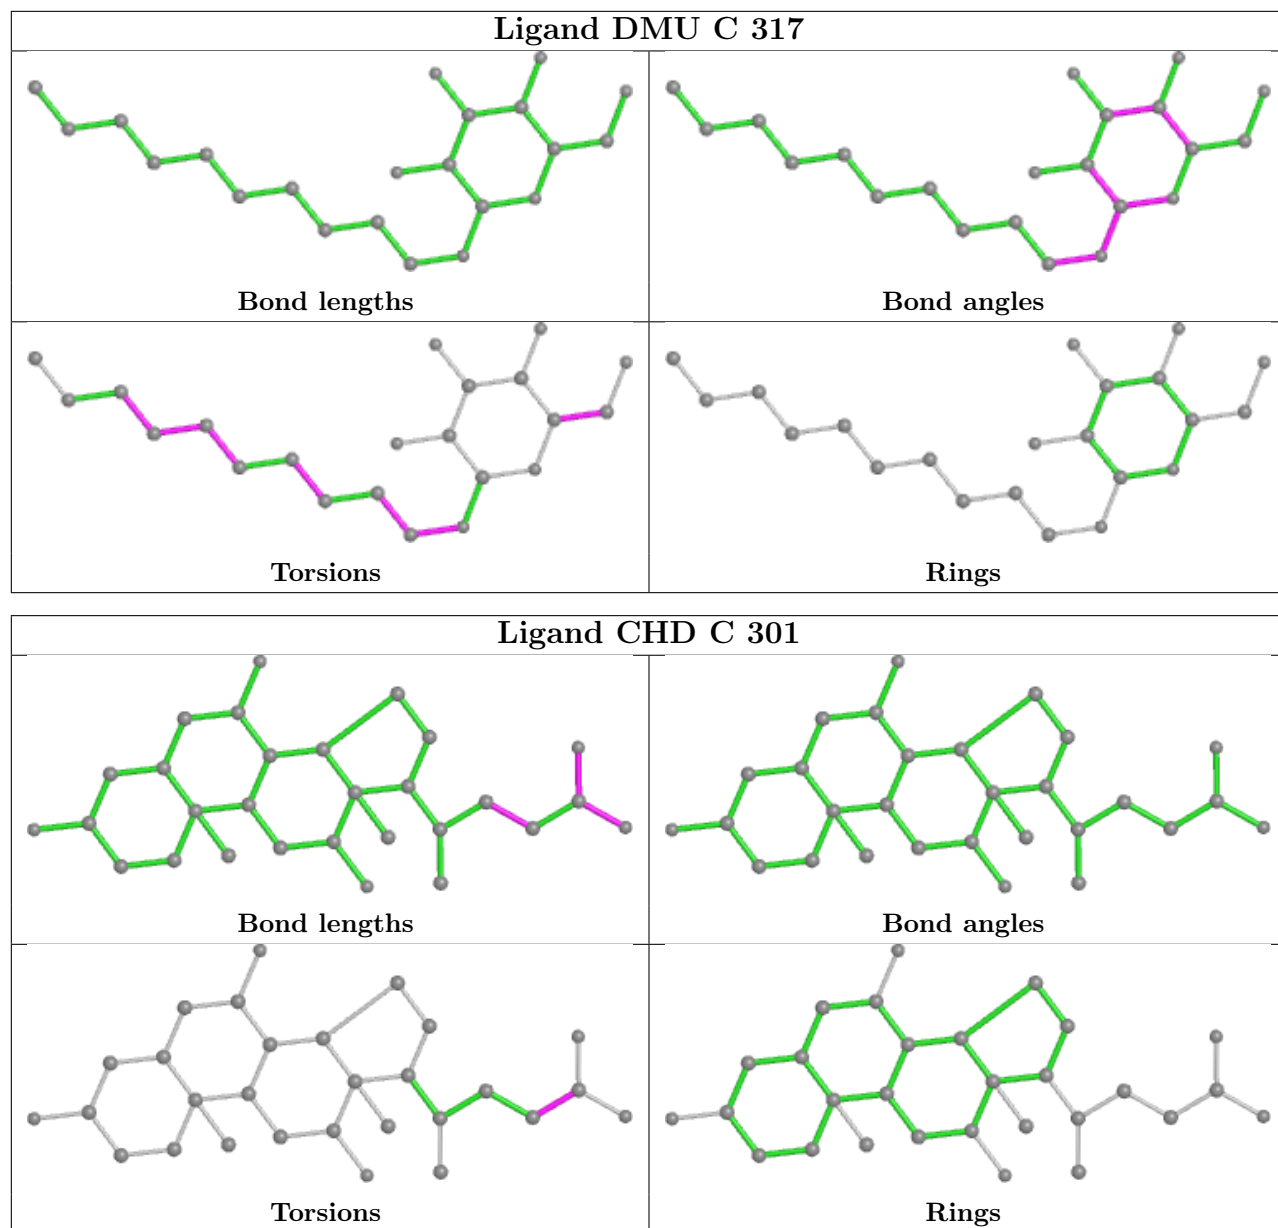 Ligand DMU C 317
Bond lengths
Bond angles
Torsions
Rings
Ligand CHD C 301
Bond lengths
Bond angles
Torsions
Rings